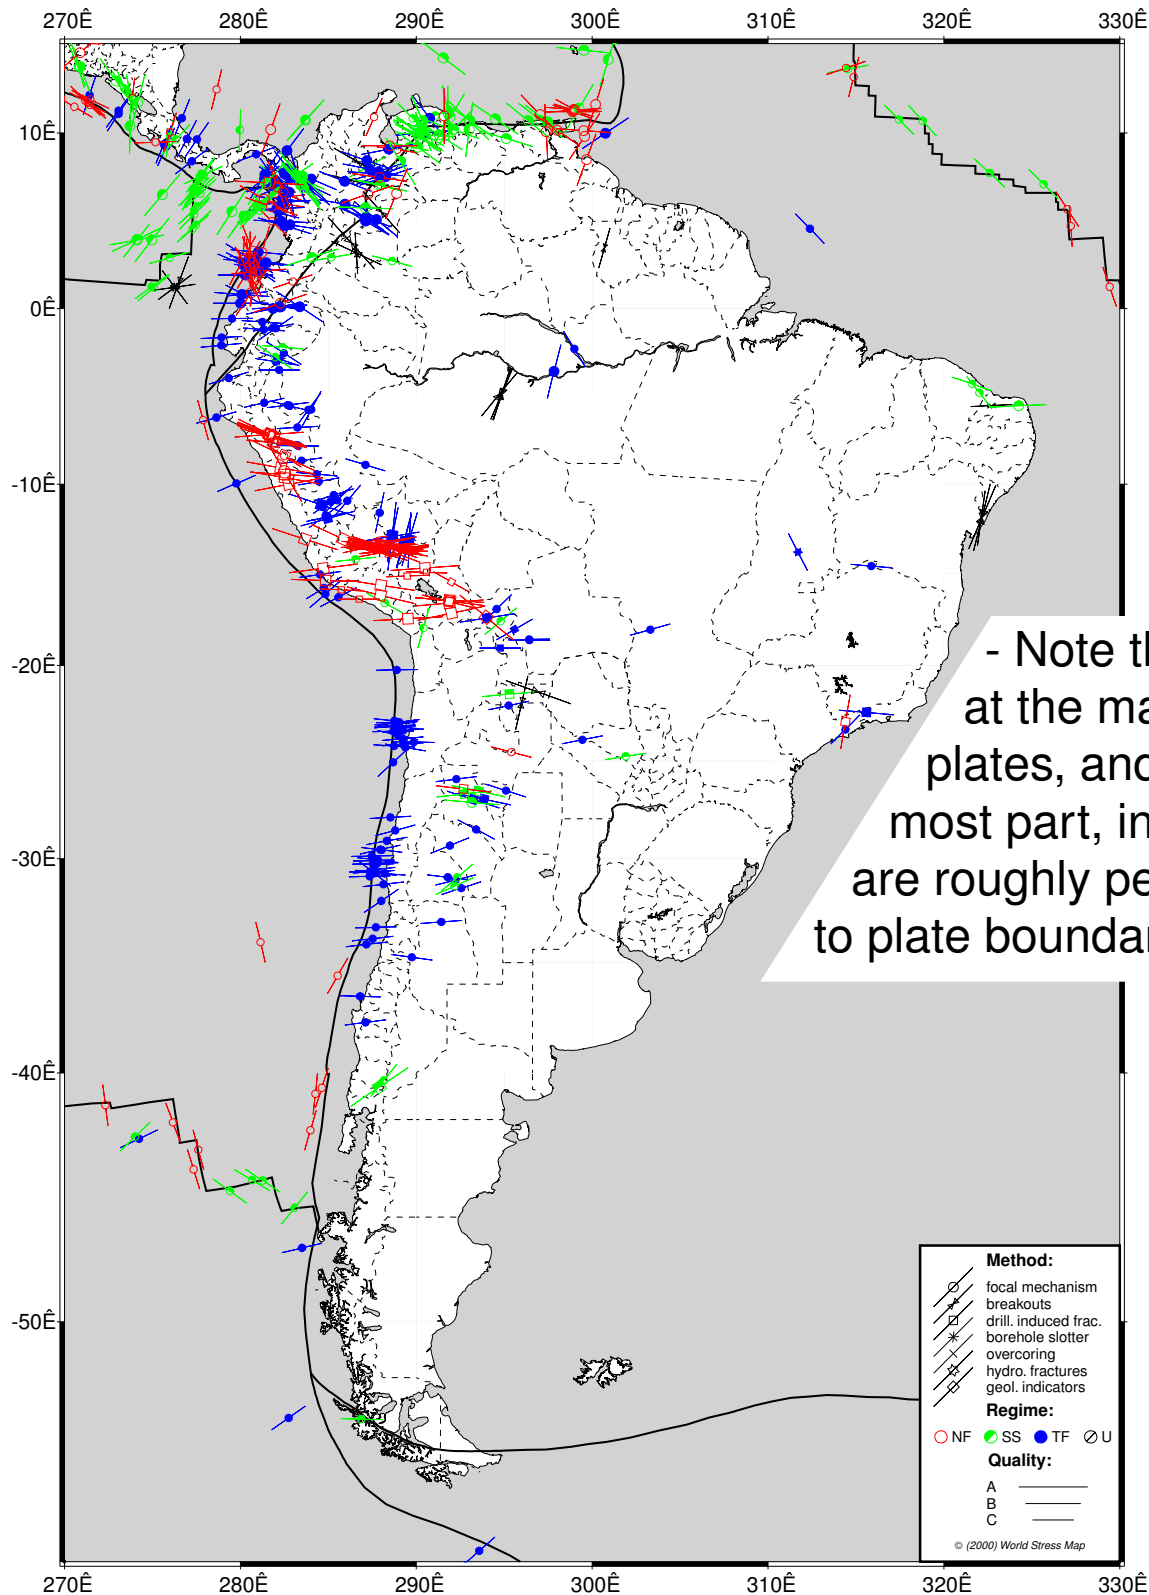 270Ê 280Ê 290Ê 300Ê 310Ê 320Ê 330Ê
10Ê
0Ê
-10Ê
-20Ê
-30Ê
-40Ê
-50Ê
- Note th
at the ma
plates, and
most part, in
are roughly pe
to plate boundar
Method:
focal mechanism
breakouts
drill. induced frac.
borehole slotter
overcoring
hydro. fractures
geol. indicators
Regime:
NF SS TF U
Quality:
A
B
C
© (2000) World Stress Map
270Ê 280Ê 290Ê 300Ê 310Ê 320Ê 330Ê